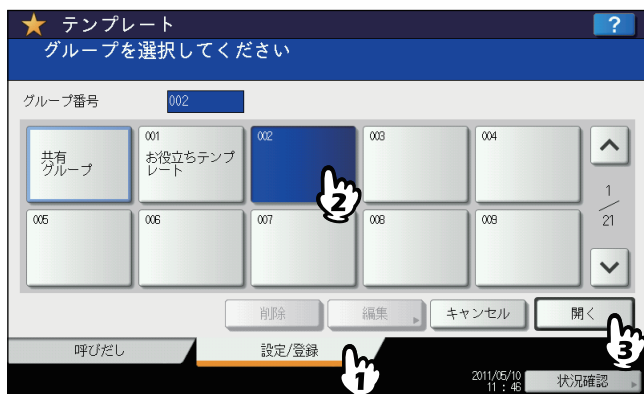 テンプレート
?
グループを選択してください
グループ番号 002
共有
グループ
001
お役立ちテンプ
レート
002
003
004
1
21
005
006
007
008
009
2
削除 編集 キャンセル 開く
3
呼びだし 設定/登録
1
2011/05/10
11 : 46
状況確認